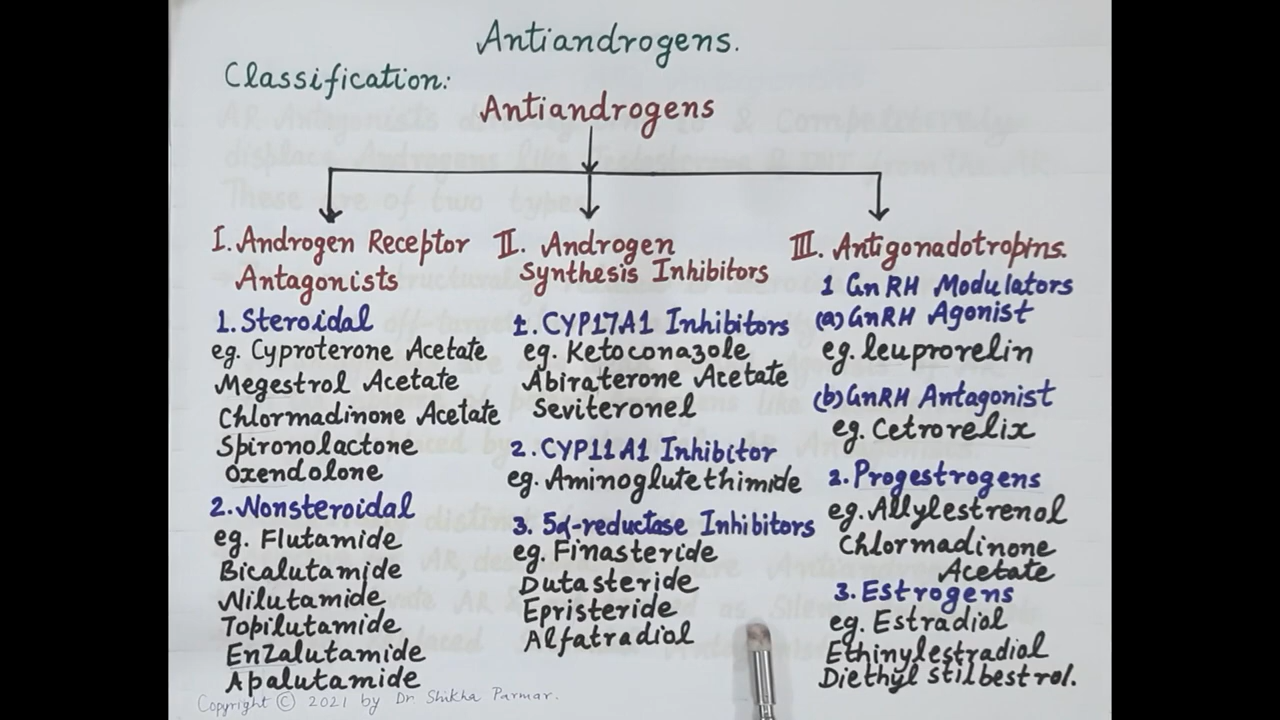 Antiandrogens.
Classification:
Antiandrogens
I. Androgen Receptor
Antagonists
1. Steroidal
eg. Cyproterone Acetate
Megestrol Acetate
Chlormadinone Acetate
Spironolactone
Oxendolone
2. Nonsteroidal
eg. Flutamide
Bicalutamide
Nilutamide
Topilutamide
Enzalutamide
Apalutamide
II. Androgen
Synthesis Inhibitors
1. CYP17A1 Inhibitors
eg. Ketoconazole
Abiraterone Acetate
Seviteronel
2. CYP11A1 Inhibitor
eg. Aminoglutethimide
3. 5α-reductase Inhibitors
eg. Finasteride
Dutasteride
Epristeride
Alfatradiol
III. Antigonadotropins.
1 GnRH Modulators
(a) GnRH Agonist
eg. leuprorelin
(b) GnRH Antagonist
eg. Cetrorelix
2. Progestrogens
eg. Allylestrenol
Chlormadinone
Acetate
3. Estrogens
eg. Estradiol
Ethinylestradiol
Diethylstilbestrol.
Copyright © 2021 by Dr Shikha Parmar.